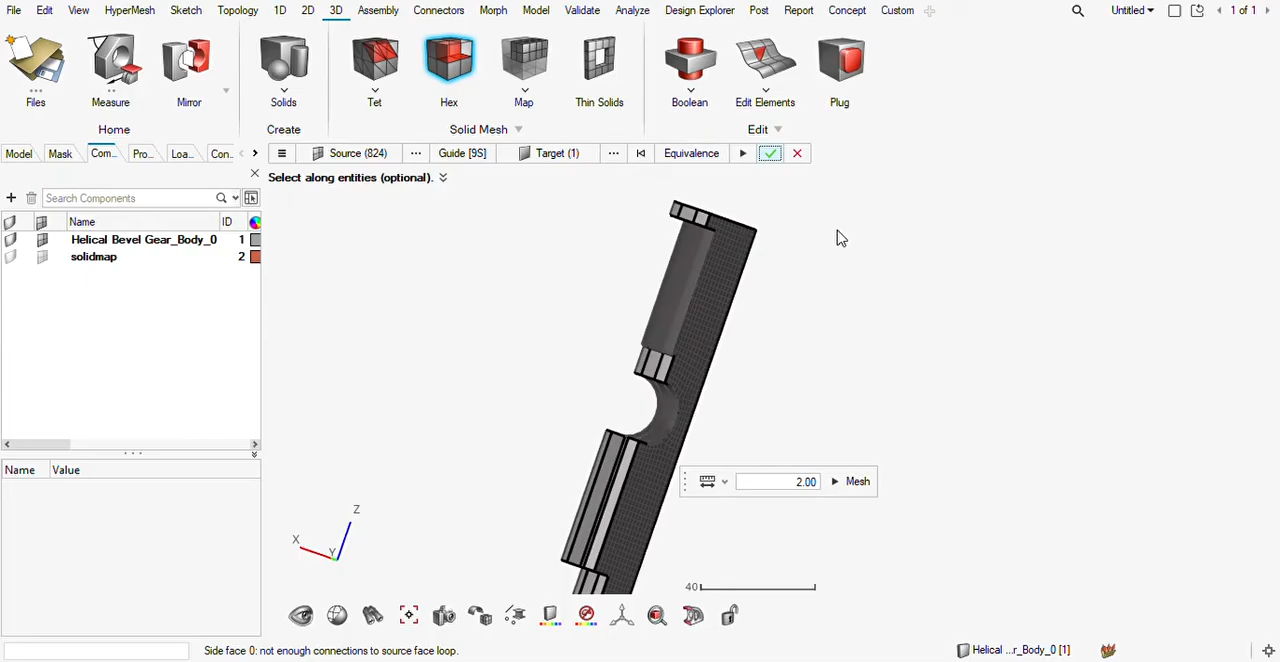 File Edit View HyperMesh Sketch Topology 1D 2D 3D Assembly Connectors Morph Model Validate Analyze Design Explorer Post Report Concept Custom Untitled 1 of 1
Files Measure Mirror Solids Tet Hex Map Thin Solids Boolean Edit Elements Plug
Home Create Solid Mesh Edit
Model Mask Com... Pro... Loa... Con... Source (824) Guide [9S] Target (1) Equivalence
Select along entities (optional).
Search Components
Name ID
Helical Bevel Gear_Body_0 1
solidmap 2
Name Value
2.00 Mesh
Z
X
Y
40
Side face 0: not enough connections to source face loop. Helical ...r_Body_0 [1]